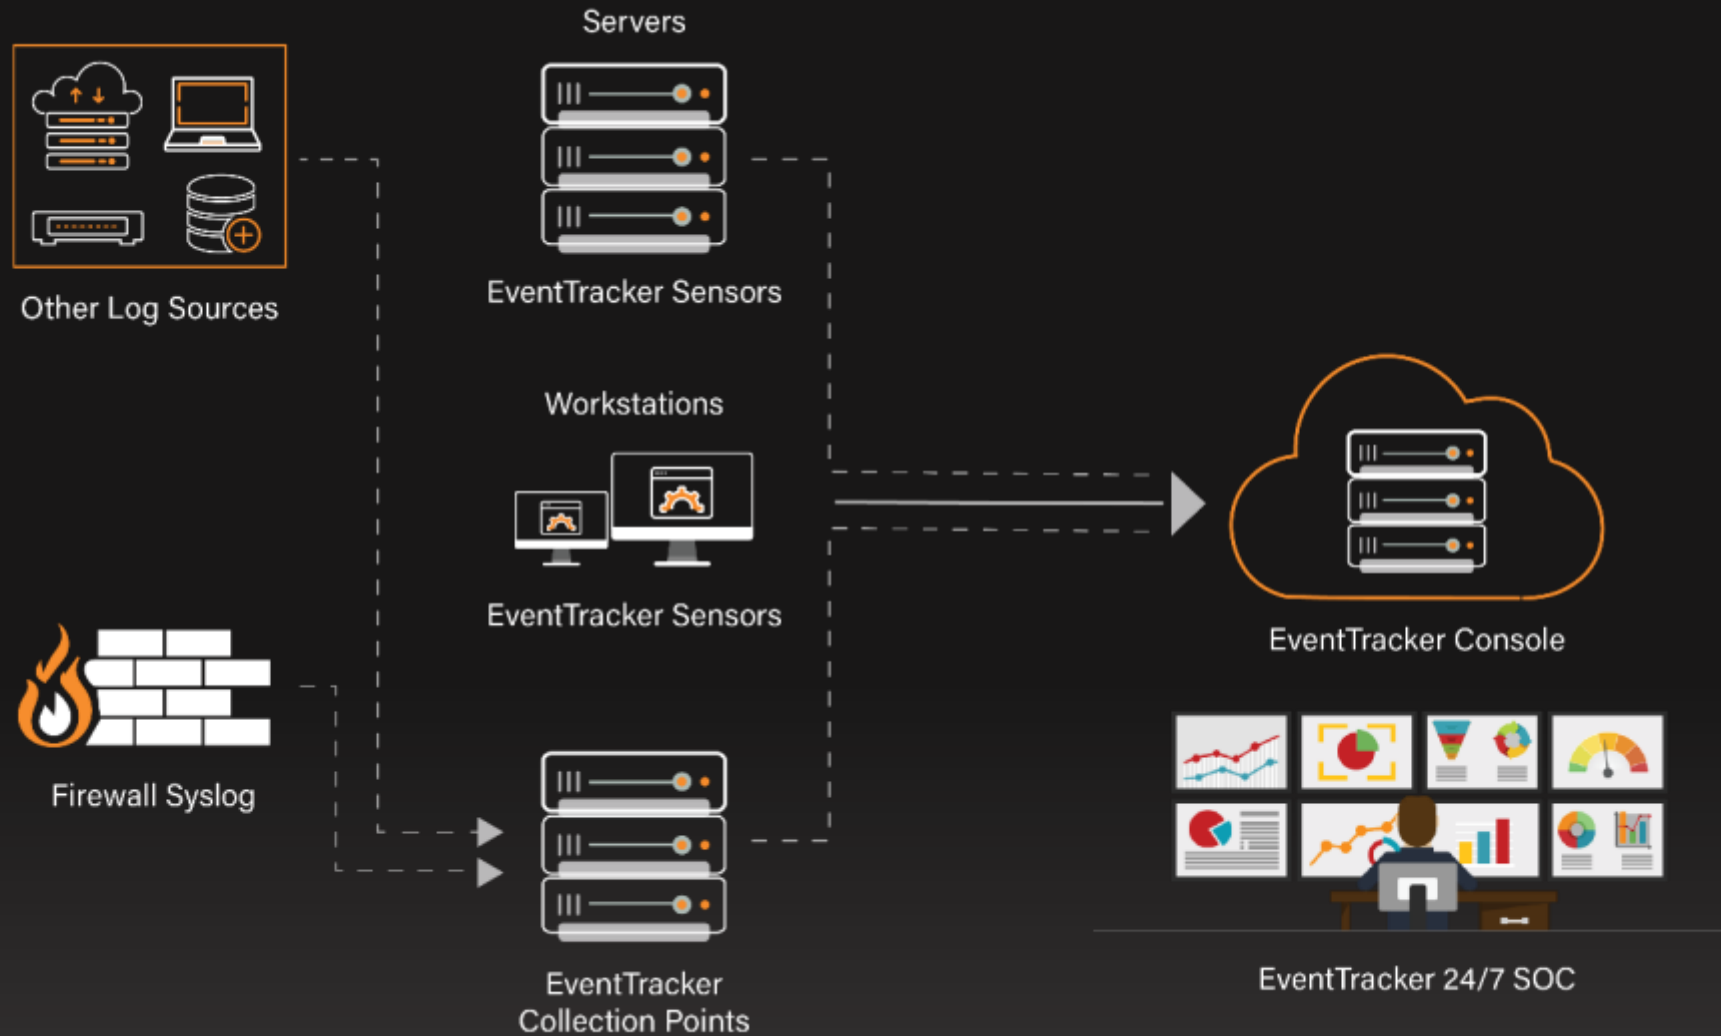 Servers
Other Log Sources
EventTracker Sensors
Workstations
EventTracker Sensors
EventTracker Console
Firewall Syslog
EventTracker
Collection Points
EventTracker 24/7 SOC